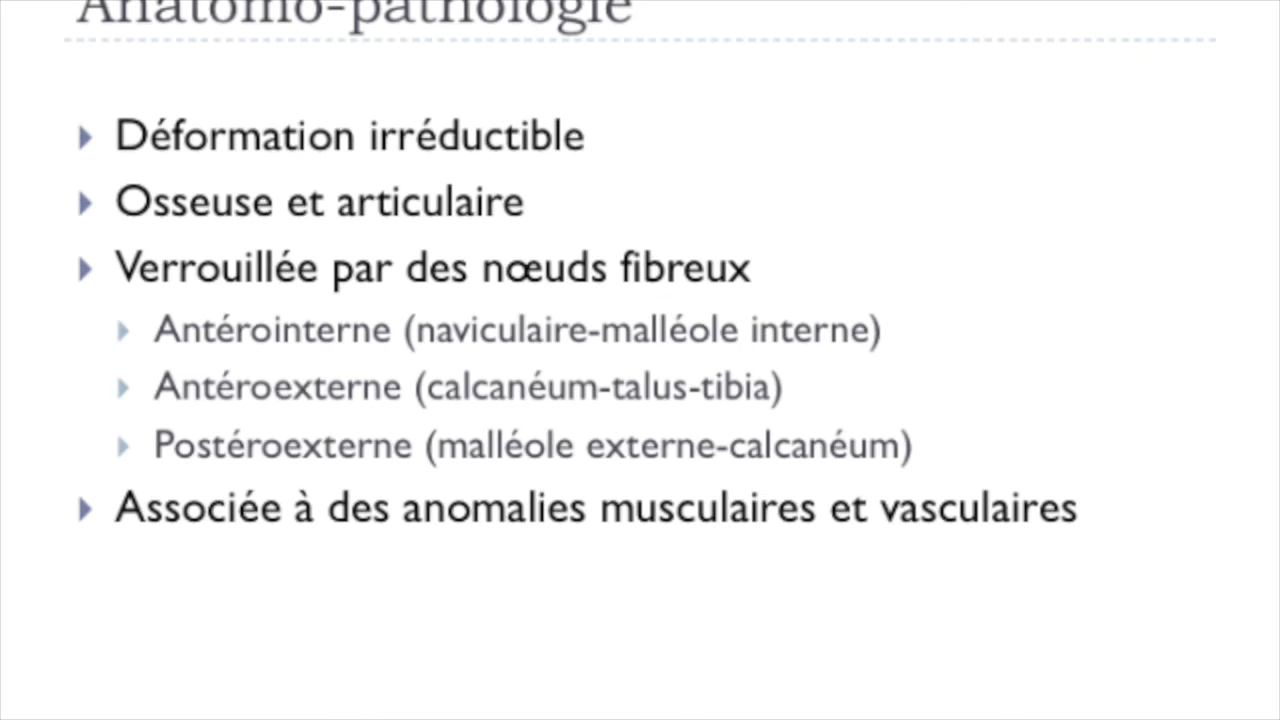 Anatomo-pathologie
Déformation irréductible
Osseuse et articulaire
Verrouillée par des nœuds fibreux
Antérointerne (naviculaire-malléole interne)
Antéroexterne (calcanéum-talus-tibia)
Postéroexterne (malléole externe-calcanéum)
Associée à des anomalies musculaires et vasculaires